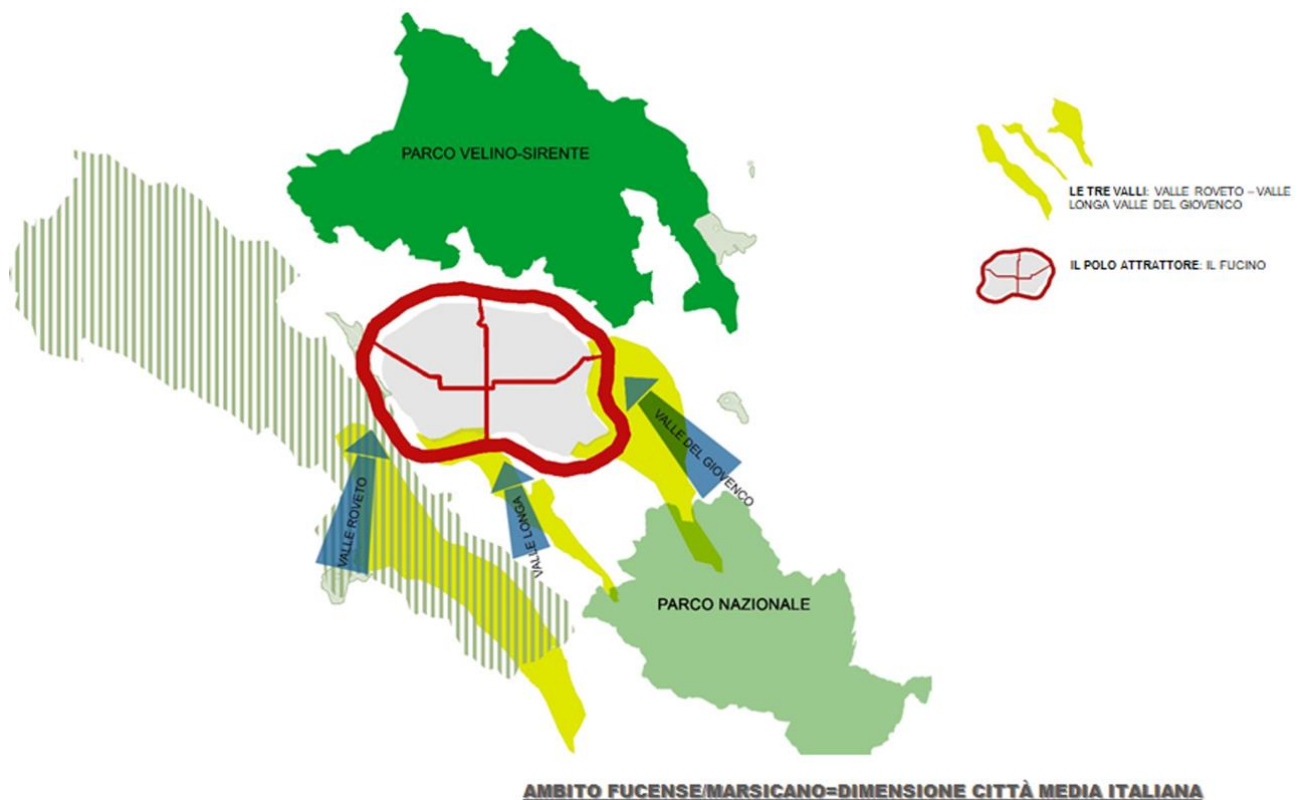 PARCO VELINO-SIRENTE
LE TRE VALLI: VALLE ROVETO – VALLE
LONGA VALLE DEL GIOVENCO
IL POLO ATTRATTORE: IL FUCINO
VALLE DEL GIOVENCO
VALLE ROVETO
VALLE LONGA
PARCO NAZIONALE
AMBITO FUCENSE/MARSICANO=DIMENSIONE CITTÀ MEDIA ITALIANA